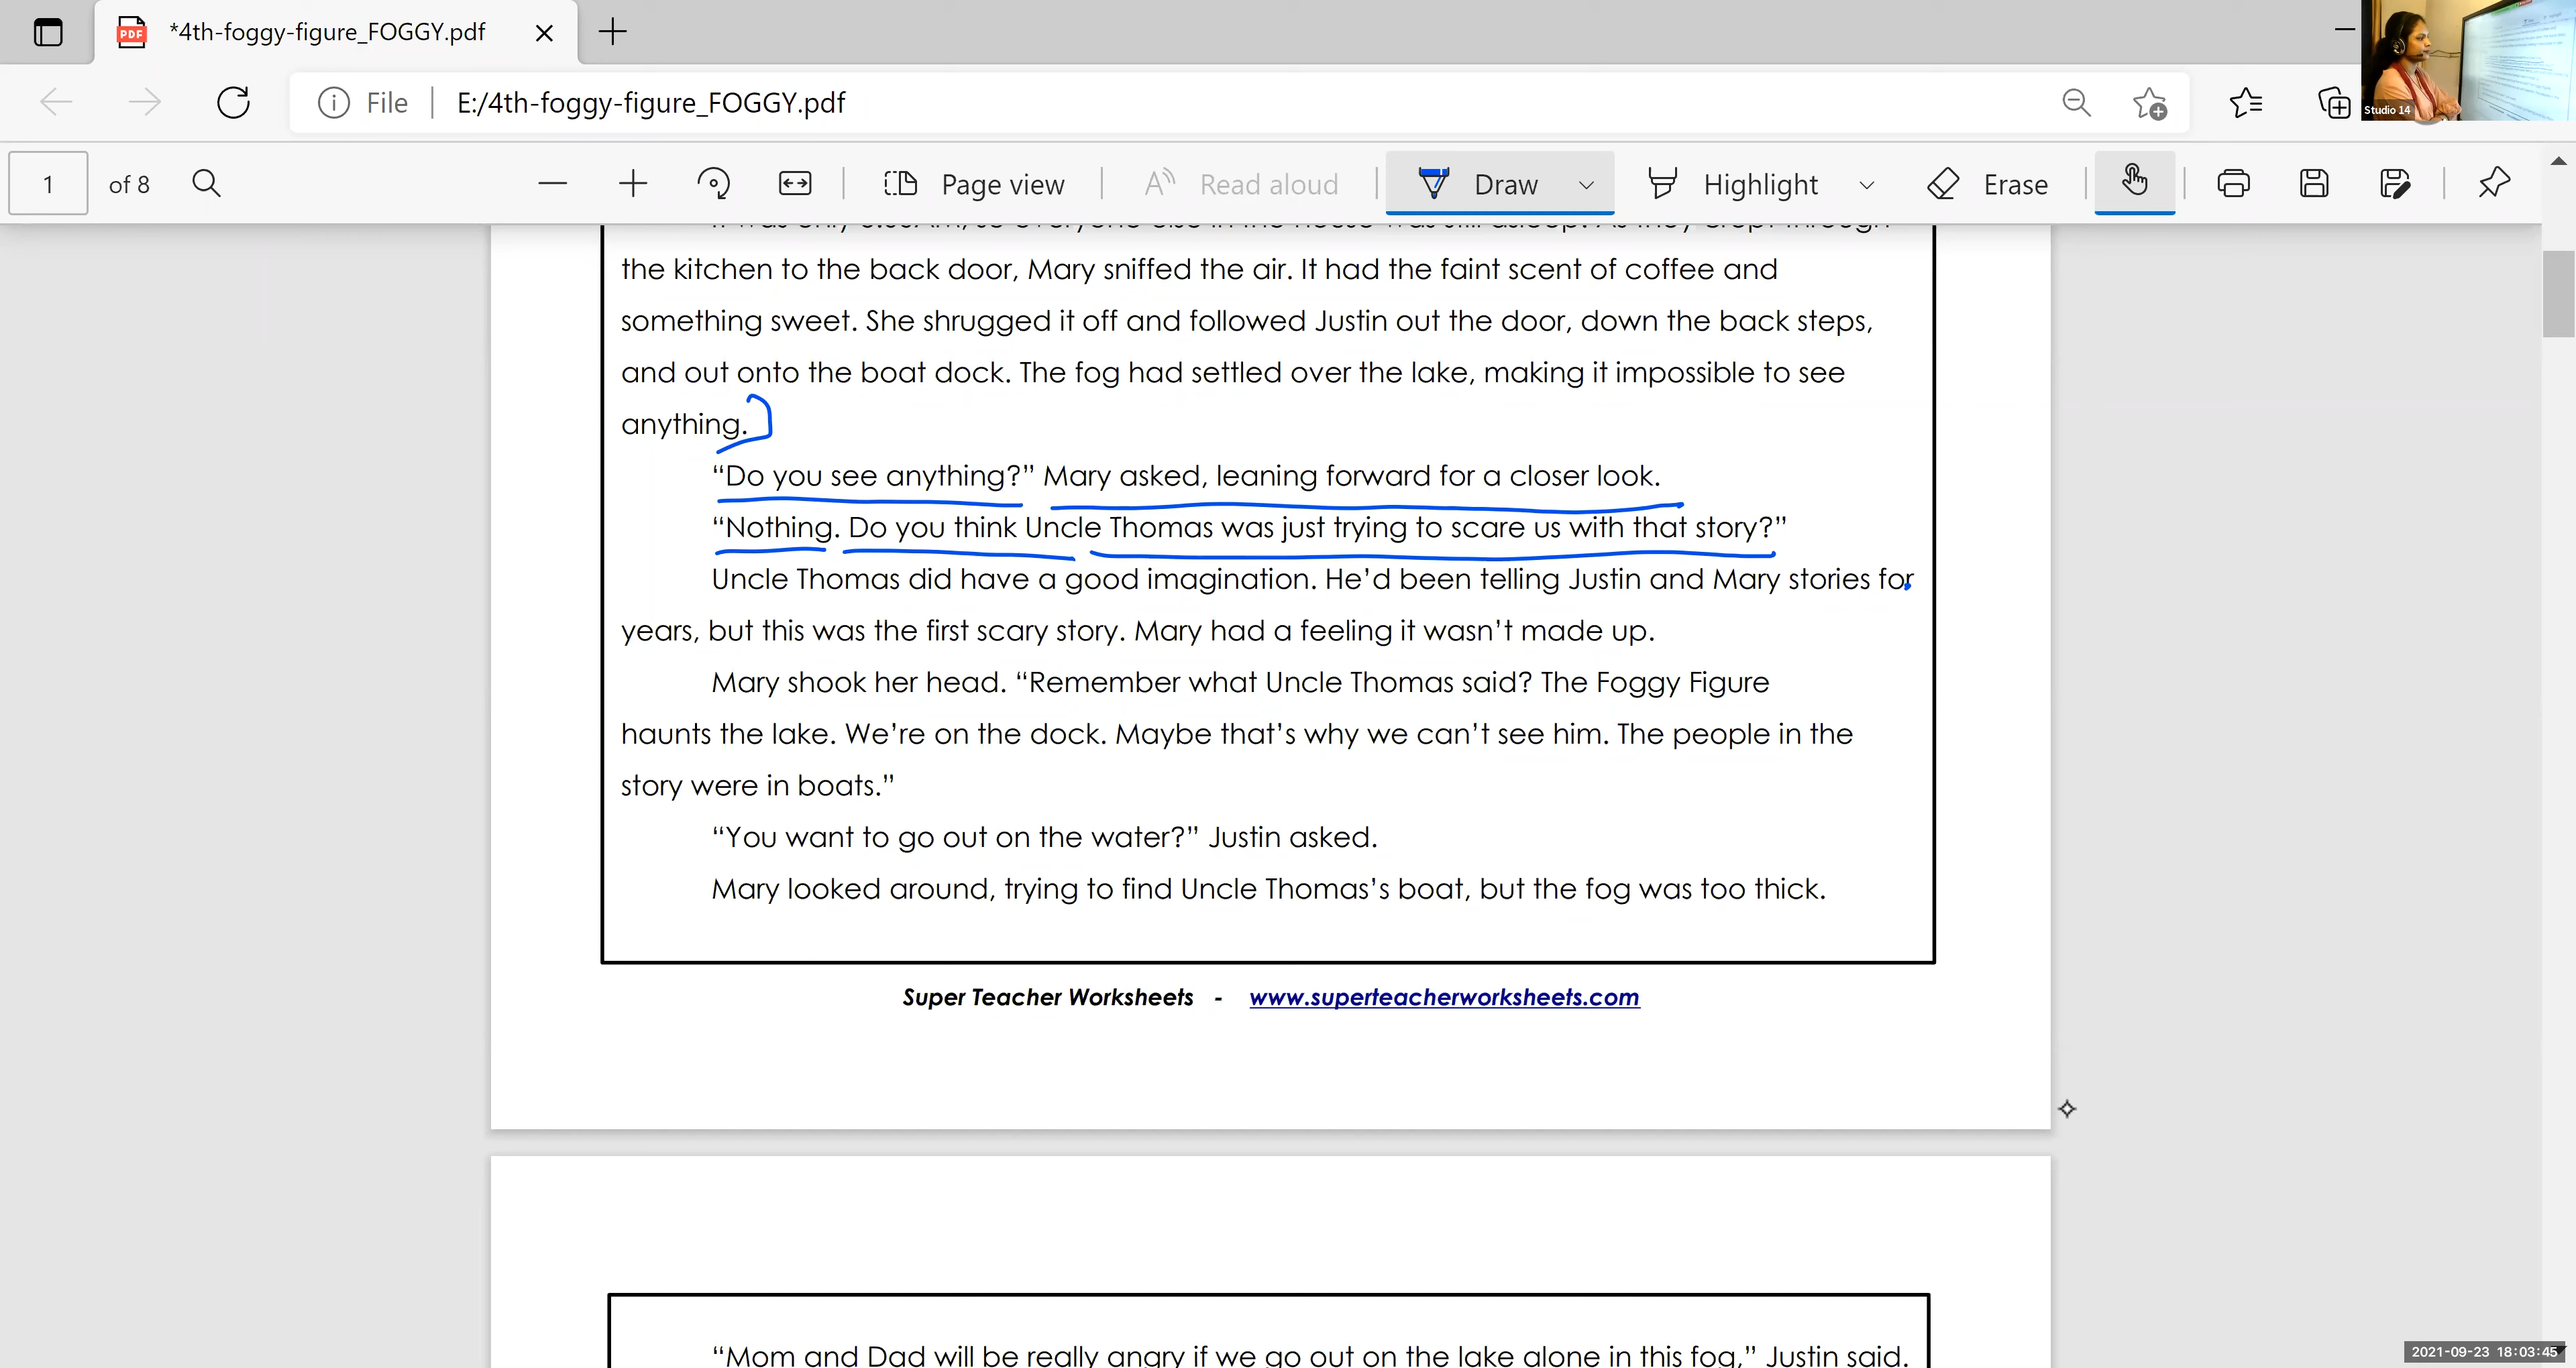 *4th-foggy-figure_FOGGY.pdf
File E:/4th-foggy-figure_FOGGY.pdf
Studio 14
1 of 8 Page view Read aloud Draw Highlight Erase
the kitchen to the back door, Mary sniffed the air. It had the faint scent of coffee and
something sweet. She shrugged it off and followed Justin out the door, down the back steps,
and out onto the boat dock. The fog had settled over the lake, making it impossible to see
anything.
“Do you see anything?” Mary asked, leaning forward for a closer look.
“Nothing. Do you think Uncle Thomas was just trying to scare us with that story?”
Uncle Thomas did have a good imagination. He’d been telling Justin and Mary stories for
years, but this was the first scary story. Mary had a feeling it wasn’t made up.
Mary shook her head. “Remember what Uncle Thomas said? The Foggy Figure
haunts the lake. We’re on the dock. Maybe that’s why we can’t see him. The people in the
story were in boats.”
“You want to go out on the water?” Justin asked.
Mary looked around, trying to find Uncle Thomas’s boat, but the fog was too thick.
Super Teacher Worksheets - www.superteacherworksheets.com
“Mom and Dad will be really angry if we go out on the lake alone in this fog,” Justin said.
2021-09-23 18:03:45